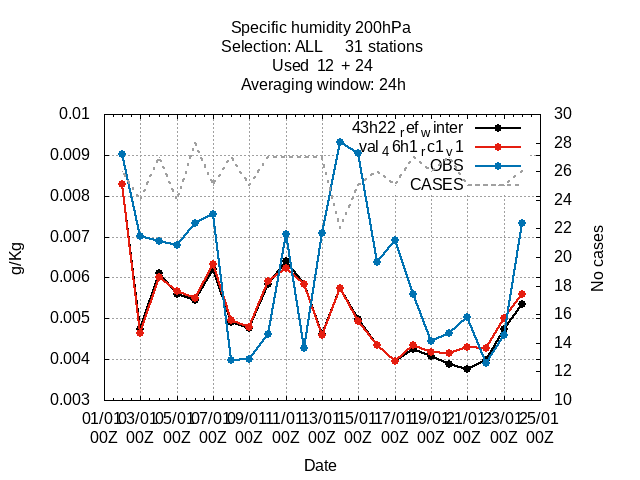 Specific humidity 200hPa
Selection: ALL 31 stations
Used 12 + 24
Averaging window: 24h
43h22 refwinter
val46h1rc1v1
OBS
CASES
0.01
0.009
0.008
0.007
0.006
0.005
0.004
0.003
30
28
26
24
22
20
18
16
14
12
10
g/Kg
No cases
01/01 03/01 05/01 07/01 09/01 11/01 13/01 15/01 17/01 19/01 21/01 23/01 25/01
00Z 00Z 00Z 00Z 00Z 00Z 00Z 00Z 00Z 00Z 00Z 00Z 00Z
Date